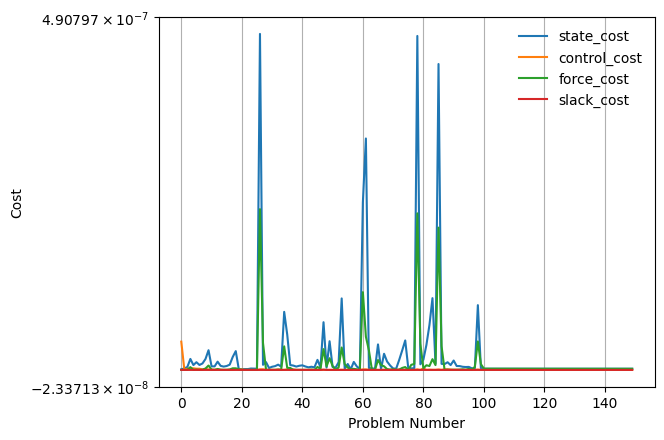 4.90797 × 10⁻⁷
state_cost
control_cost
force_cost
slack_cost
Cost
−2.33713 × 10⁻⁸
0 20 40 60 80 100 120 140
Problem Number